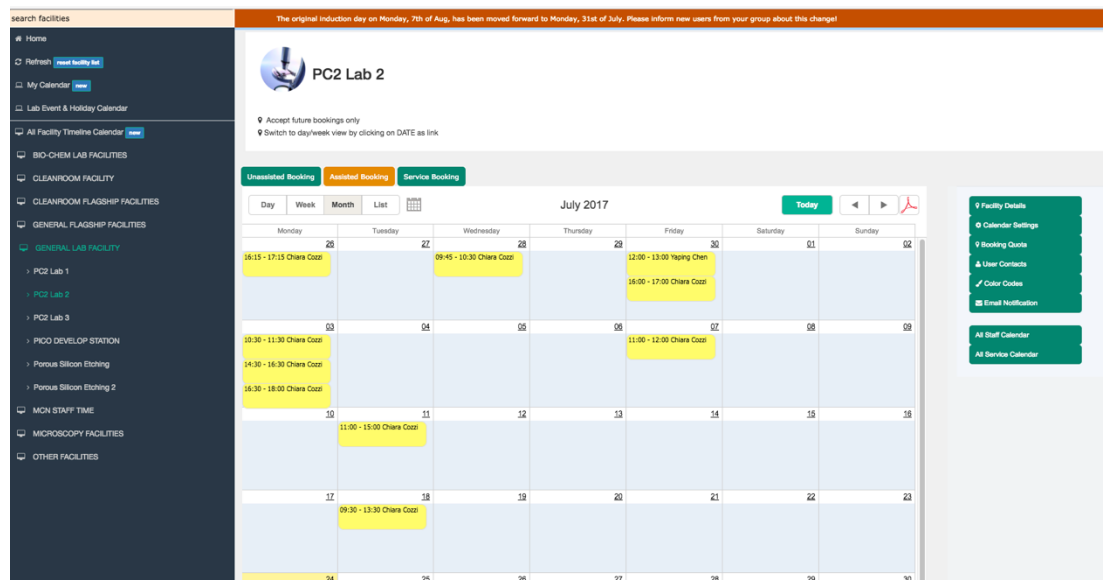 search facilities
The original induction day on Monday, 7th of Aug, has been moved forward to Monday, 31st of July. Please inform new users from your group about this change!
Home
Refresh reset facility list
My Calendar new
Lab Event & Holiday Calendar
All Facility Timeline Calendar new
BIO-CHEM LAB FACILITIES
CLEANROOM FACILITY
CLEANROOM FLAGSHIP FACILITIES
GENERAL FLAGSHIP FACILITIES
GENERAL LAB FACILITY
> PC2 Lab 1
> PC2 Lab 2
> PC2 Lab 3
> PICO DEVELOP STATION
> Porous Silicon Etching
> Porous Silicon Etching 2
MCN STAFF TIME
MICROSCOPY FACILITIES
OTHER FACILITIES
PC2 Lab 2
Accept future bookings only
Switch to day/week view by clicking on DATE as link
Unassisted Booking Assisted Booking Service Booking
Day Week Month List July 2017 Today
Monday Tuesday Wednesday Thursday Friday Saturday Sunday
26 27 28 29 30 01 02
16:15 - 17:15 Chiara Cozzi 09:45 - 10:30 Chiara Cozzi 12:00 - 13:00 Yaping Chen
16:00 - 17:00 Chiara Cozzi
03 04 05 06 07 08 09
10:30 - 11:30 Chiara Cozzi 11:00 - 12:00 Chiara Cozzi
14:30 - 16:30 Chiara Cozzi
16:30 - 18:00 Chiara Cozzi
10 11 12 13 14 15 16
11:00 - 15:00 Chiara Cozzi
17 18 19 20 21 22 23
09:30 - 13:30 Chiara Cozzi
24 25 26 27 28 29 30
Facility Details
Calendar Settings
Booking Quota
User Contacts
Color Codes
Email Notification
All Staff Calendar
All Service Calendar